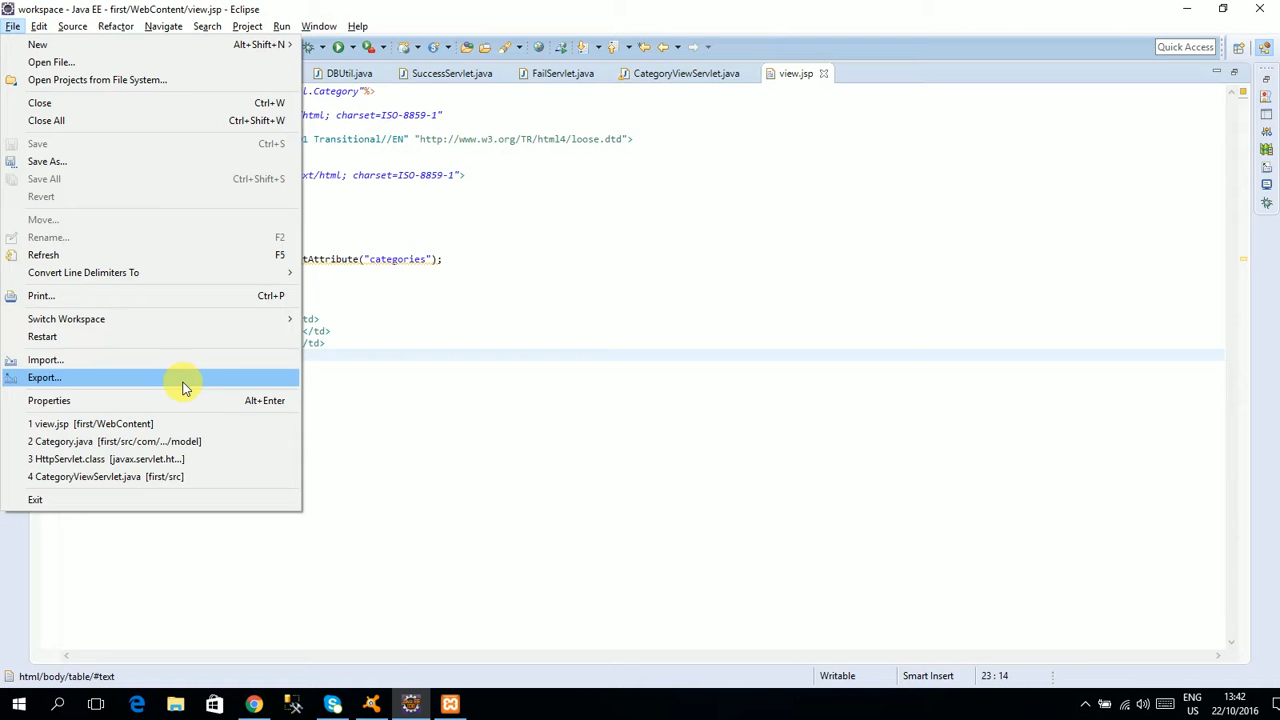 workspace - Java EE - first/WebContent/view.jsp - Eclipse
File Edit Source Refactor Navigate Search Project Run Window Help
Quick Access
DBUtil.java SuccessServlet.java FailServlet.java CategoryViewServlet.java view.jsp
New Alt+Shift+N
Open File...
Open Projects from File System...
Close Ctrl+W
Close All Ctrl+Shift+W
Save Ctrl+S
Save As...
Save All Ctrl+Shift+S
Revert
Move...
Rename... F2
Refresh F5
Convert Line Delimiters To
Print... Ctrl+P
Switch Workspace
Restart
Import...
Export...
Properties Alt+Enter
1 view.jsp [first/WebContent]
2 Category.java [first/src/com/.../model]
3 HttpServlet.class [javax.servlet.ht...]
4 CategoryViewServlet.java [first/src]
Exit
l.Category"%>
html; charset=ISO-8859-1"
1 Transitional//EN" "http://www.w3.org/TR/html4/loose.dtd">
xt/html; charset=ISO-8859-1">
tAttribute("categories");
td>
</td>
/td>
html/body/table/#text Writable Smart Insert 23 : 14
ENG 13:42
US 22/10/2016